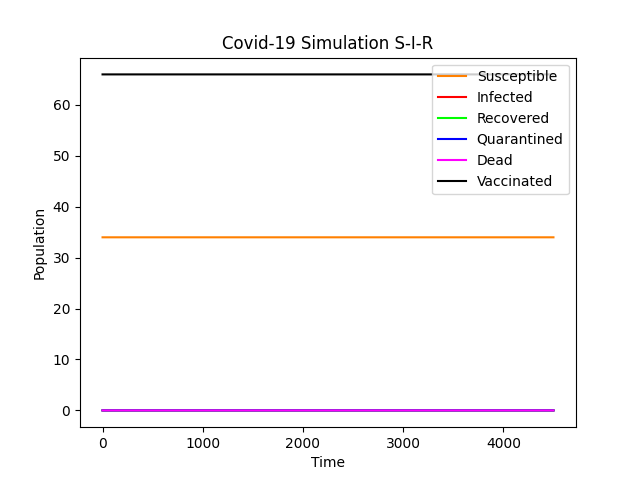 Covid-19 Simulation S-I-R
Susceptible
Infected
Recovered
Quarantined
Dead
Vaccinated
Population
60
50
40
30
20
10
0
0 1000 2000 3000 4000
Time